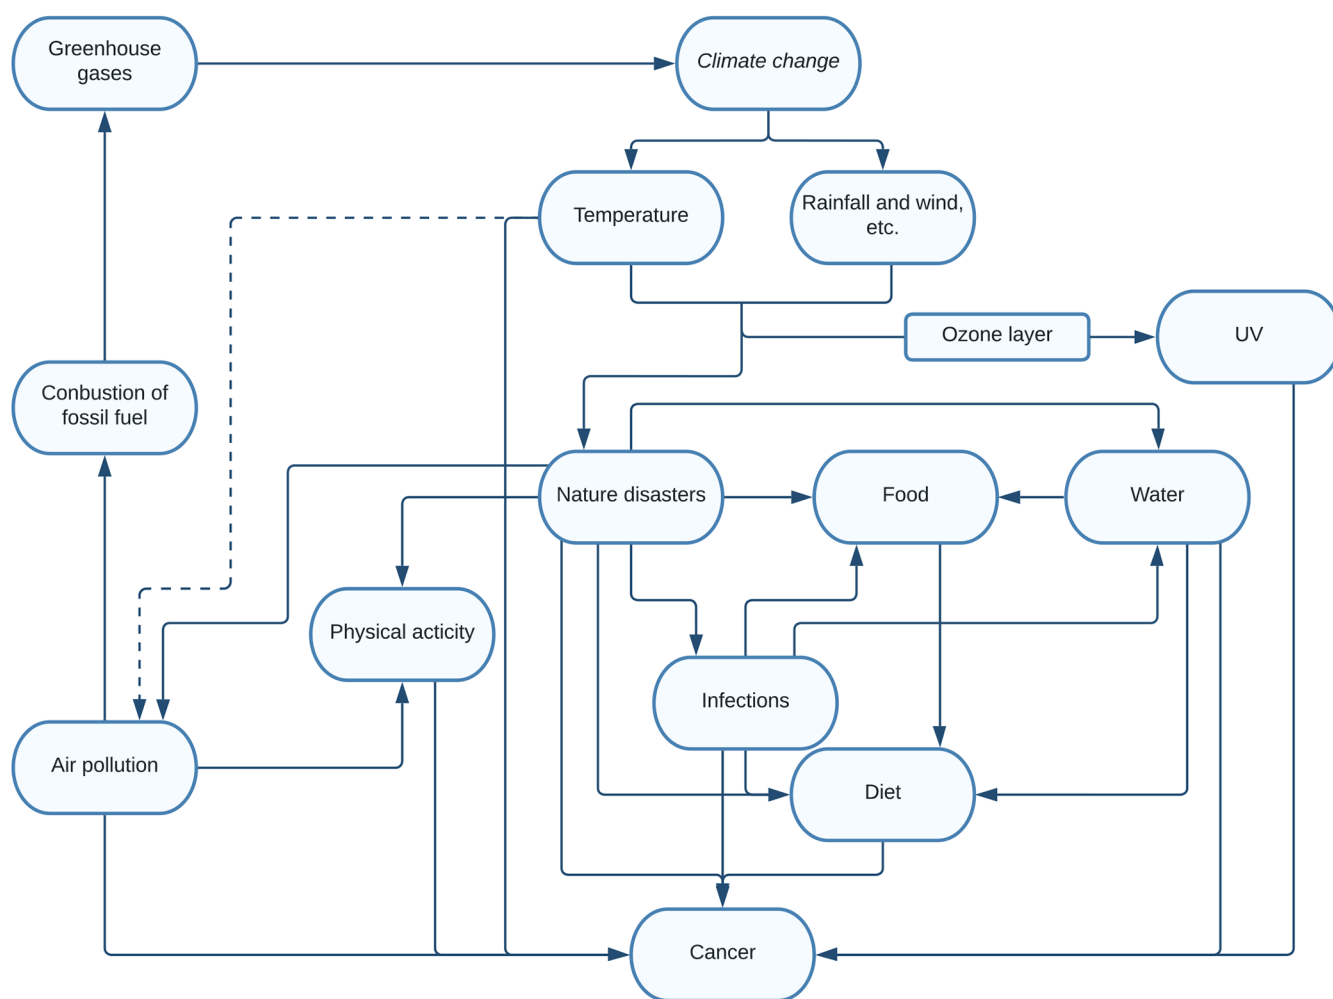 Greenhouse
gases
Climate change
Temperature
Rainfall and wind,
etc.
Ozone layer
UV
Conbustion of
fossil fuel
Nature disasters
Food
Water
Physical acticity
Infections
Air pollution
Diet
Cancer